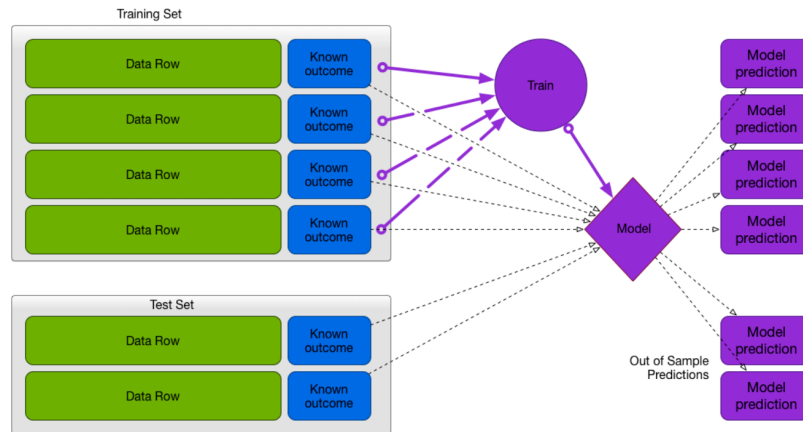 Training Set
Data Row
Known
outcome
Data Row
Known
outcome
Data Row
Known
outcome
Data Row
Known
outcome
Train
Model
Model
prediction
Model
prediction
Model
prediction
Model
prediction
Test Set
Data Row
Known
outcome
Data Row
Known
outcome
Out of Sample
Predictions
Model
prediction
Model
prediction